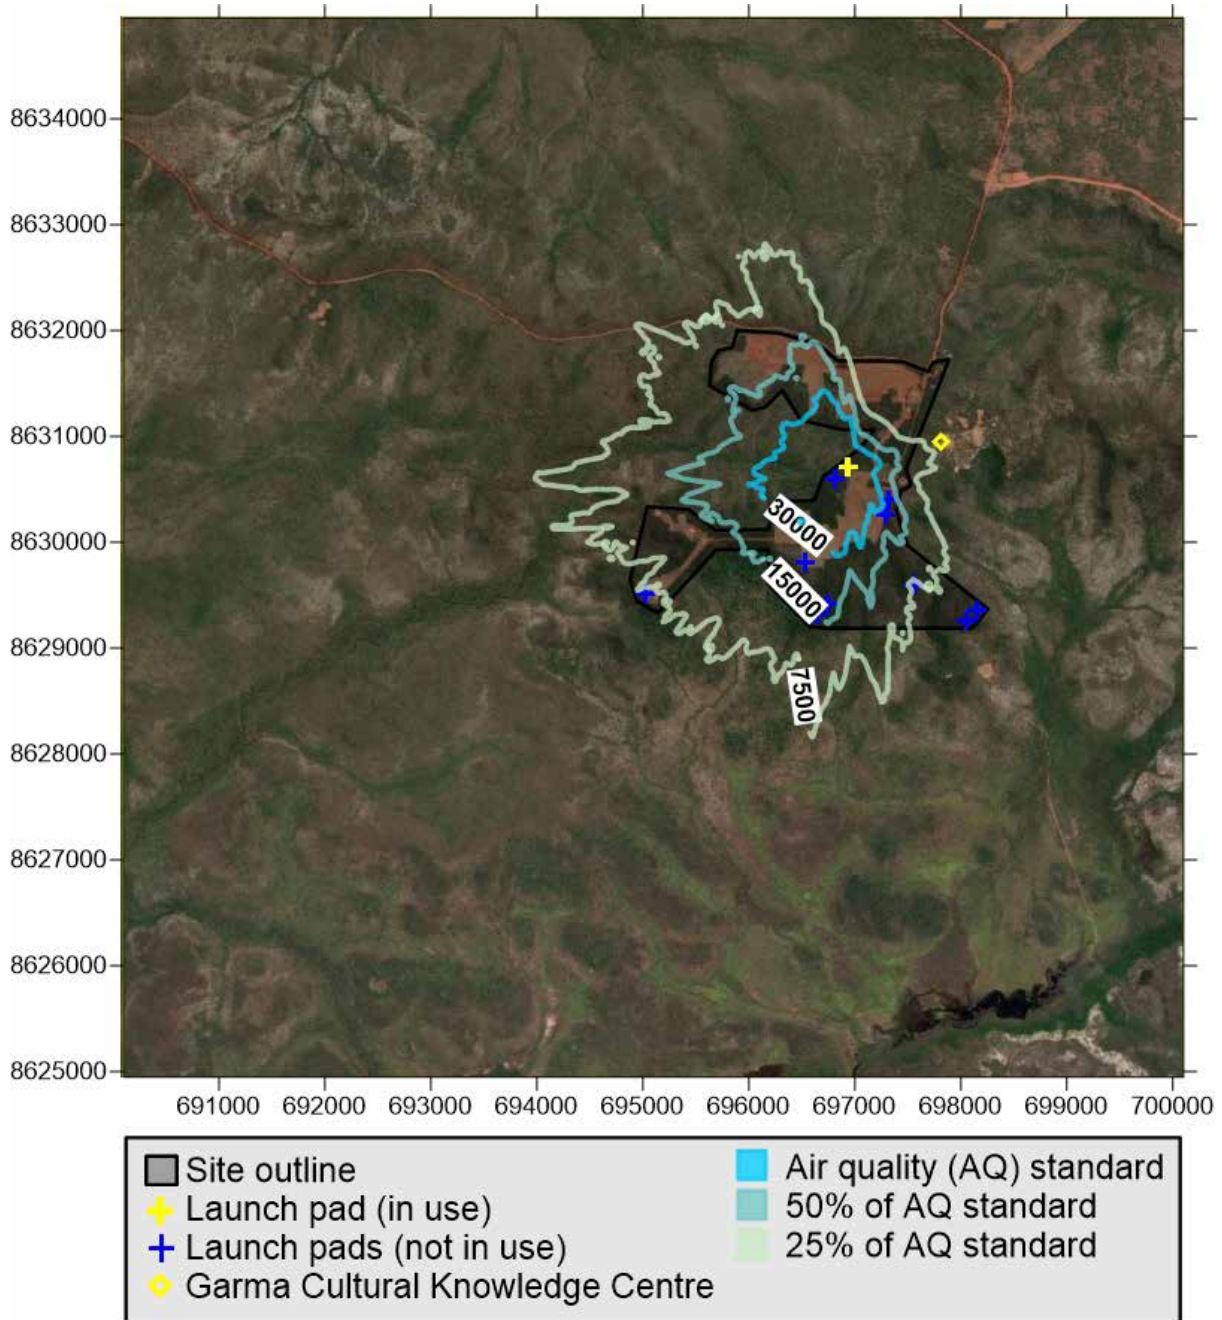 8634000
8633000
8632000
8631000
8630000
8629000
8628000
8627000
8626000
8625000
30000
15000
7500
691000 692000 693000 694000 695000 696000 697000 698000 699000 700000
Site outline
Launch pad (in use)
Launch pads (not in use)
Garma Cultural Knowledge Centre
Air quality (AQ) standard
50% of AQ standard
25% of AQ standard